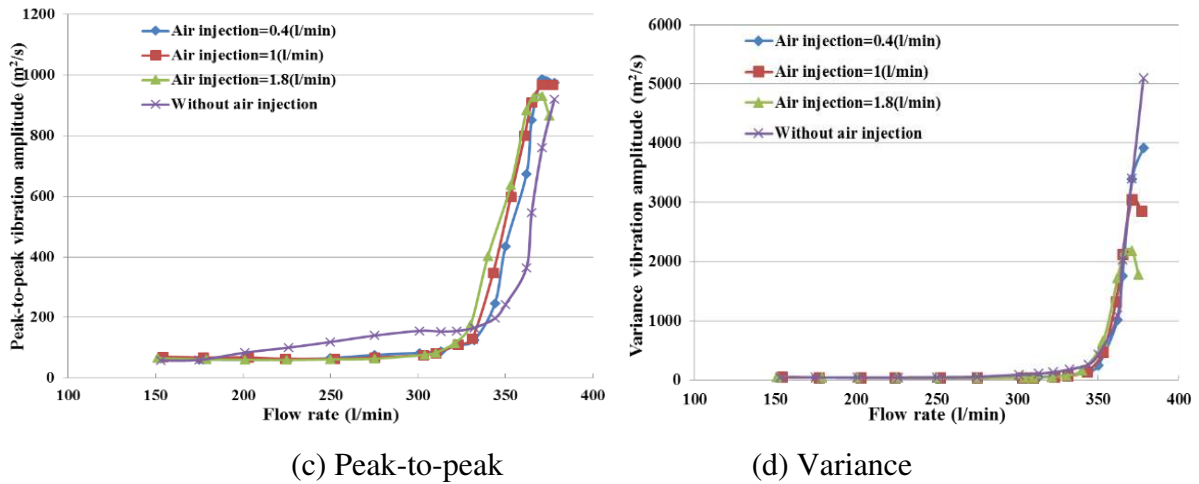 1200
1000
800
600
400
200
0
100
150
200
250
300
350
400
Peak-to-peak vibration amplitude (m²/s)
Flow rate (l/min)
Air injection=0.4(l/min)
Air injection=1(l/min)
Air injection=1.8(l/min)
Without air injection
(c) Peak-to-peak
6000
5000
4000
3000
2000
1000
0
100
150
200
250
300
350
400
Variance vibration amplitude (m²/s)
Flow rate (l/min)
Air injection=0.4(l/min)
Air injection=1(l/min)
Air injection=1.8(l/min)
Without air injection
(d) Variance